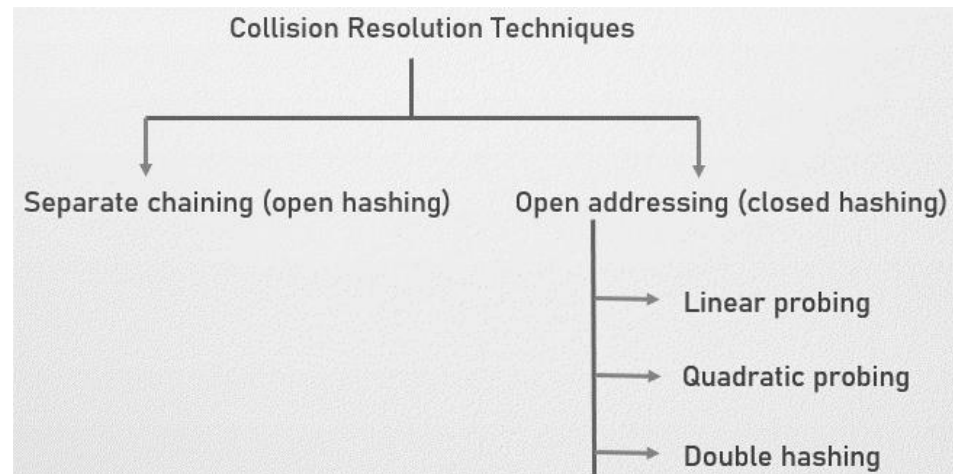 Collision Resolution Techniques
Separate chaining (open hashing)
Open addressing (closed hashing)
Linear probing
Quadratic probing
Double hashing